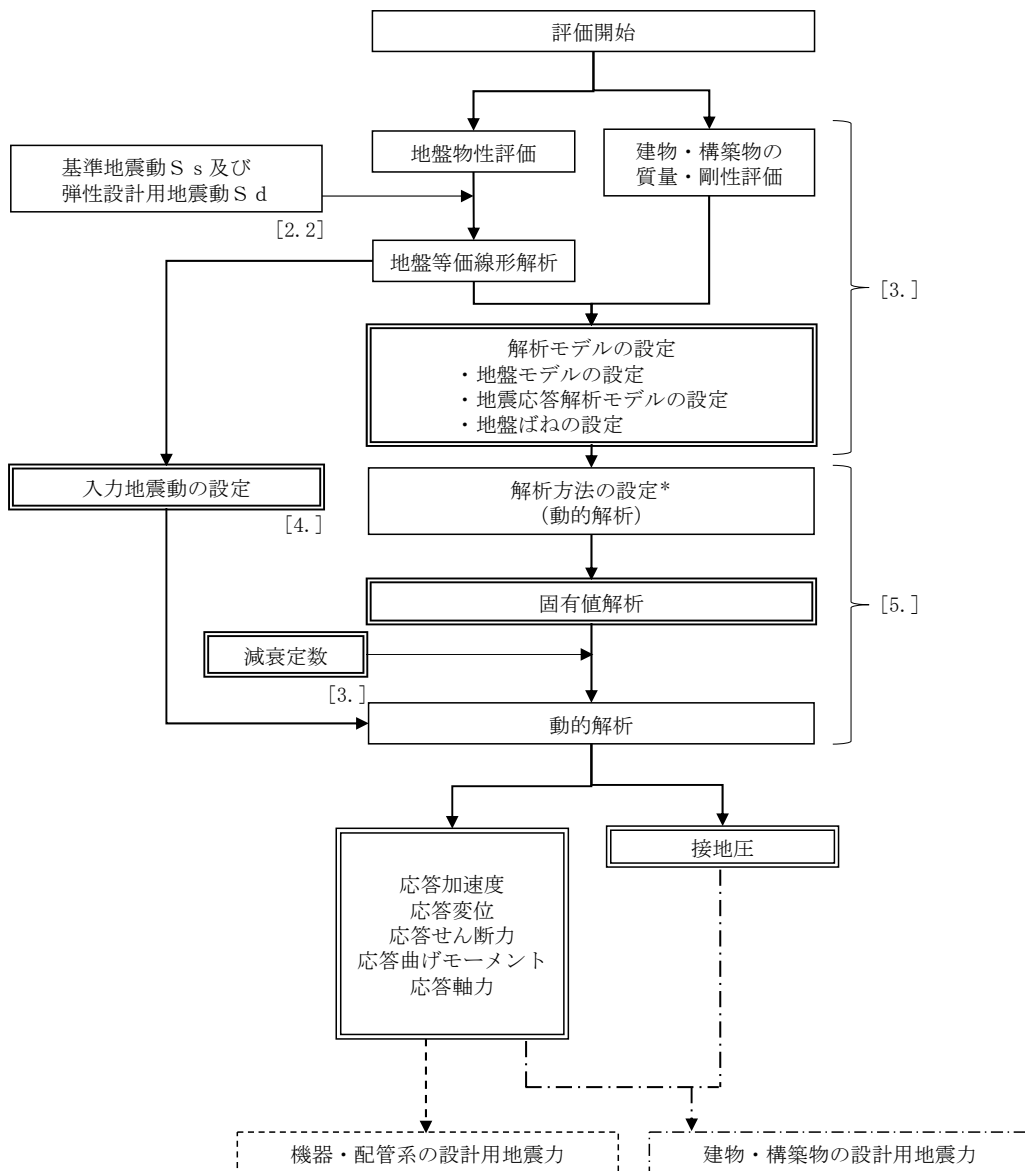 評価開始
地盤物性評価
建物・構築物の
質量・剛性評価
基準地震動Ｓｓ及び
弾性設計用地震動Ｓｄ
[2.2]
地盤等価線形解析
[3.]
解析モデルの設定
・地盤モデルの設定
・地震応答解析モデルの設定
・地盤ばねの設定
入力地震動の設定
[4.]
解析方法の設定*
（動的解析）
固有値解析
[5.]
減衰定数
[3.]
動的解析
接地圧
応答加速度
応答変位
応答せん断力
応答曲げモーメント
応答軸力
機器・配管系の設計用地震力
建物・構築物の設計用地震力